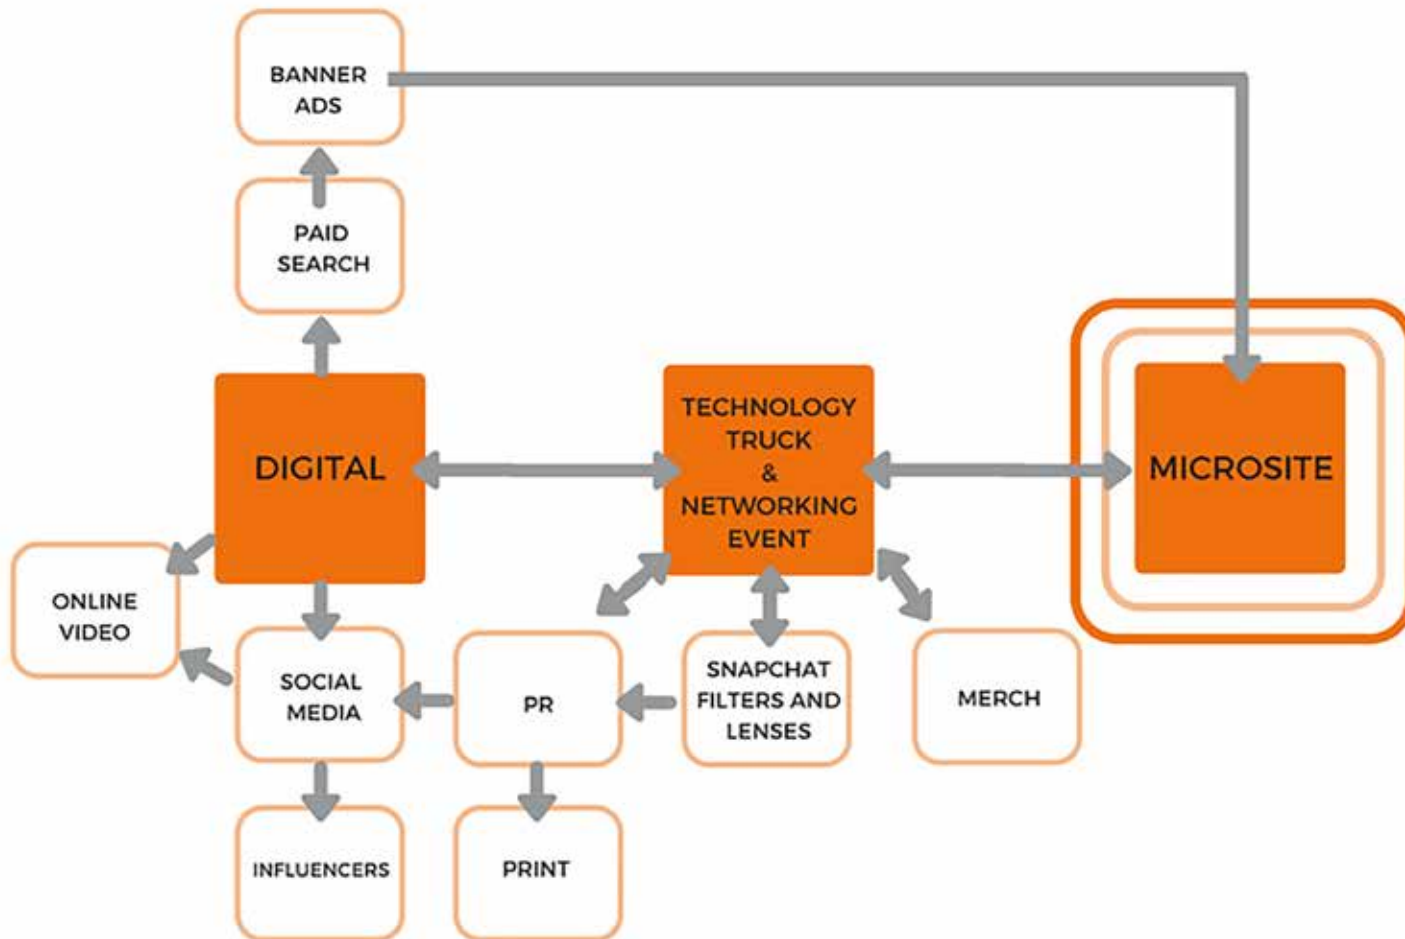 BANNER
ADS
PAID
SEARCH
DIGITAL
TECHNOLOGY
TRUCK
&
NETWORKING
EVENT
MICROSITE
ONLINE
VIDEO
SOCIAL
MEDIA
PR
SNAPCHAT
FILTERS AND
LENSES
MERCH
INFLUENCERS
PRINT